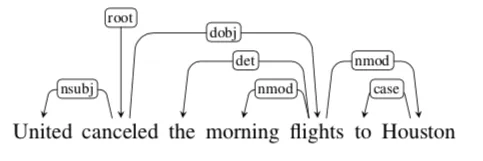 root
dobj
det
nmod
nsubj
nmod
case
United canceled the morning flights to Houston